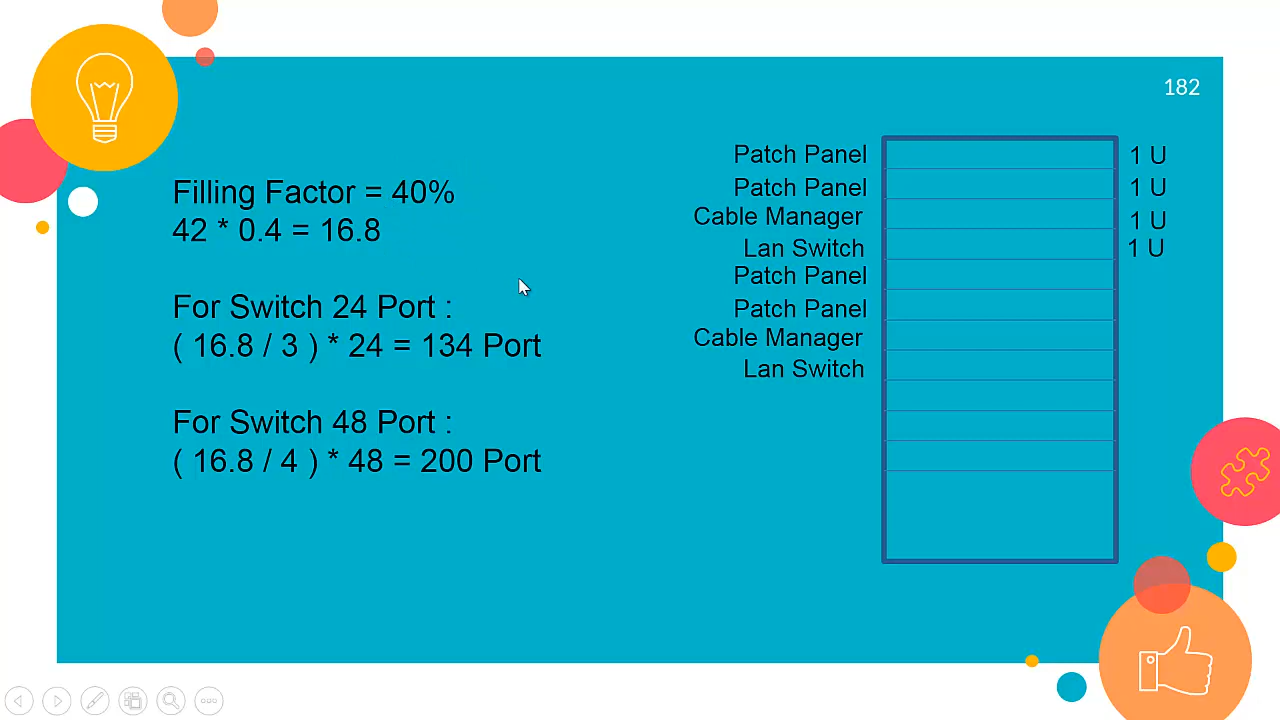 182
Filling Factor = 40%
42 * 0.4 = 16.8
For Switch 24 Port :
( 16.8 / 3 ) * 24 = 134 Port
For Switch 48 Port :
( 16.8 / 4 ) * 48 = 200 Port
Patch Panel 1 U
Patch Panel 1 U
Cable Manager 1 U
Lan Switch 1 U
Patch Panel
Patch Panel
Cable Manager
Lan Switch